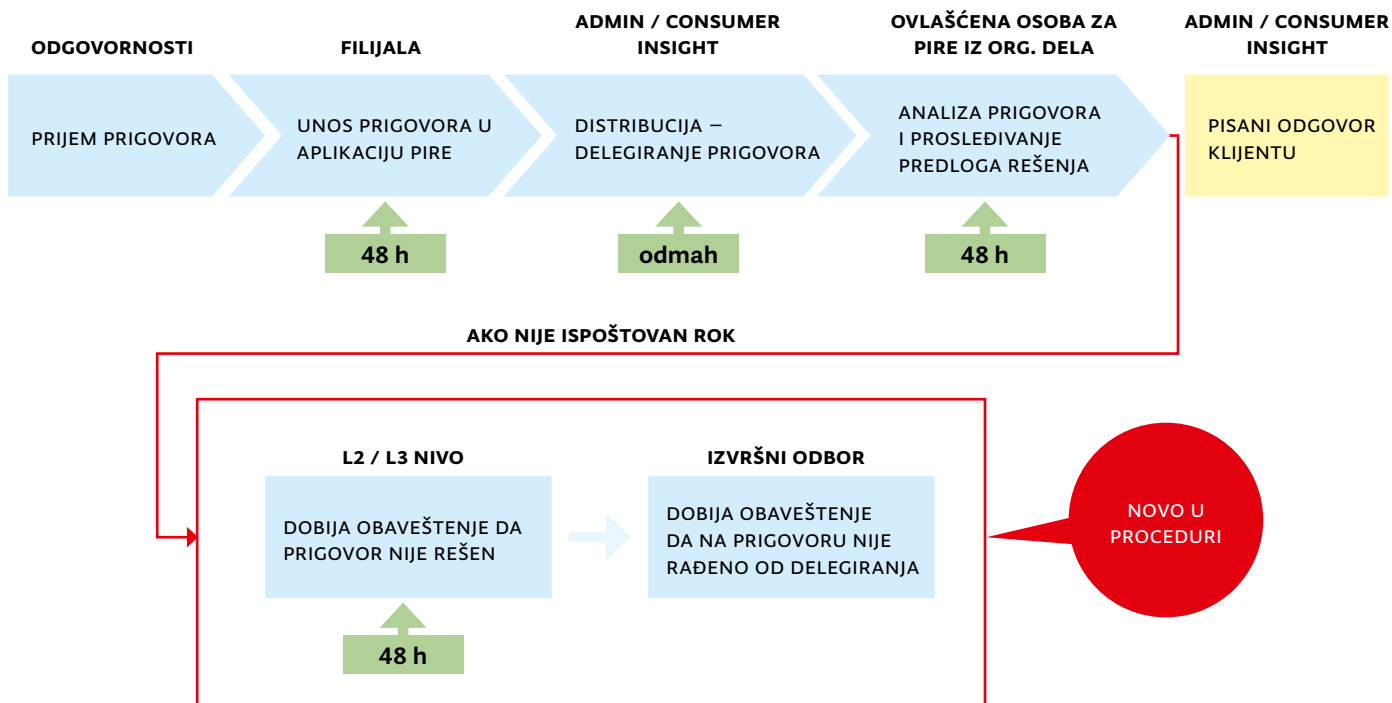 ODGOVORNOSTI
FILIJALA
ADMIN / CONSUMER
INSIGHT
OVLAŠĆENA OSOBA ZA
PIRE IZ ORG. DELA
ADMIN / CONSUMER
INSIGHT
PRIJEM PRIGOVORA
UNOS PRIGOVORA U
APLIKACIJU PIRE
DISTRIBUCIJA –
DELEGIRANJE PRIGOVORA
ANALIZA PRIGOVORA
I PROSLEĐIVANJE
PREDLOGA REŠENJA
PISANI ODGOVOR
KLIJENTU
48 h
odmah
48 h
AKO NIJE ISPOŠTOVAN ROK
L2 / L3 NIVO
DOBIJA OBAVEŠTENJE DA
PRIGOVOR NIJE REŠEN
48 h
IZVRŠNI ODBOR
DOBIJA OBAVEŠTENJE
DA NA PRIGOVORU NIJE
RAĐENO OD DELEGIRANJA
NOVO U
PROCEDURI